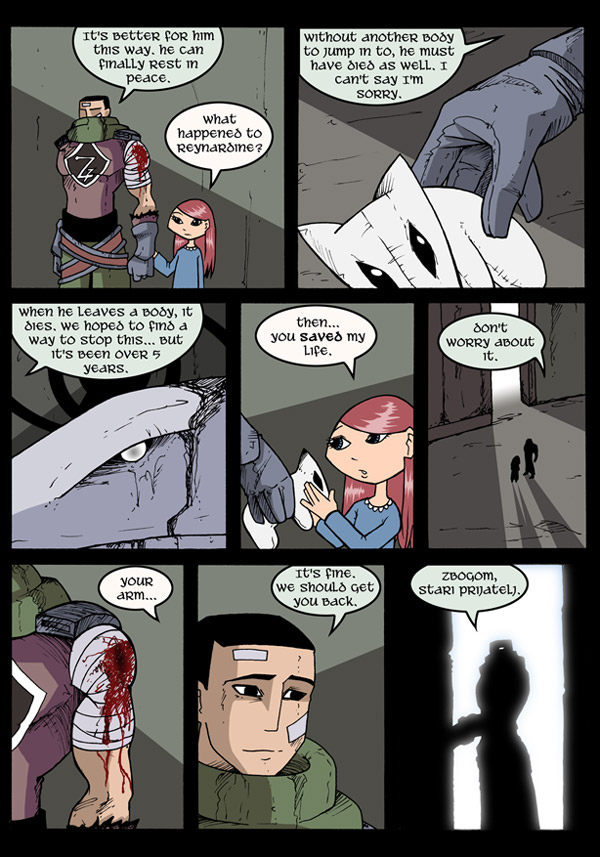 It's better for him
this way. He can
finally rest in
peace.
What
happened to
Reynardine?
Without another body
to jump in to, he must
have died as well. I
can't say I'm
sorry.
When he leaves a body, it
dies. We hoped to find a
way to stop this... but
it's been over 5
years.
Then...
you saved my
life.
Don't
worry about
it.
Your
arm...
It's fine.
We should get
you back.
Zbogom,
stari prijatelj.